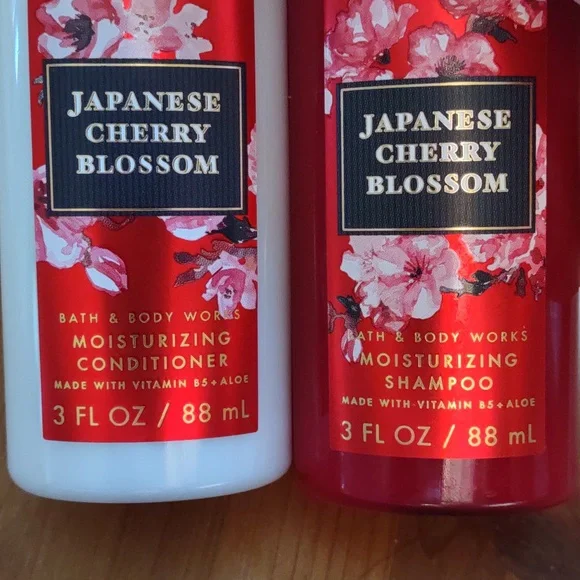 JAPANESE
CHERRY
BLOSSOM
BATH & BODY WORKS
MOISTURIZING
CONDITIONER
MADE WITH VITAMIN B5 + ALOE
3 FL OZ / 88 mL
JAPANESE
CHERRY
BLOSSOM
BATH & BODY WORKS
MOISTURIZING
SHAMPOO
MADE WITH VITAMIN B5 + ALOE
3 FL OZ / 88 mL